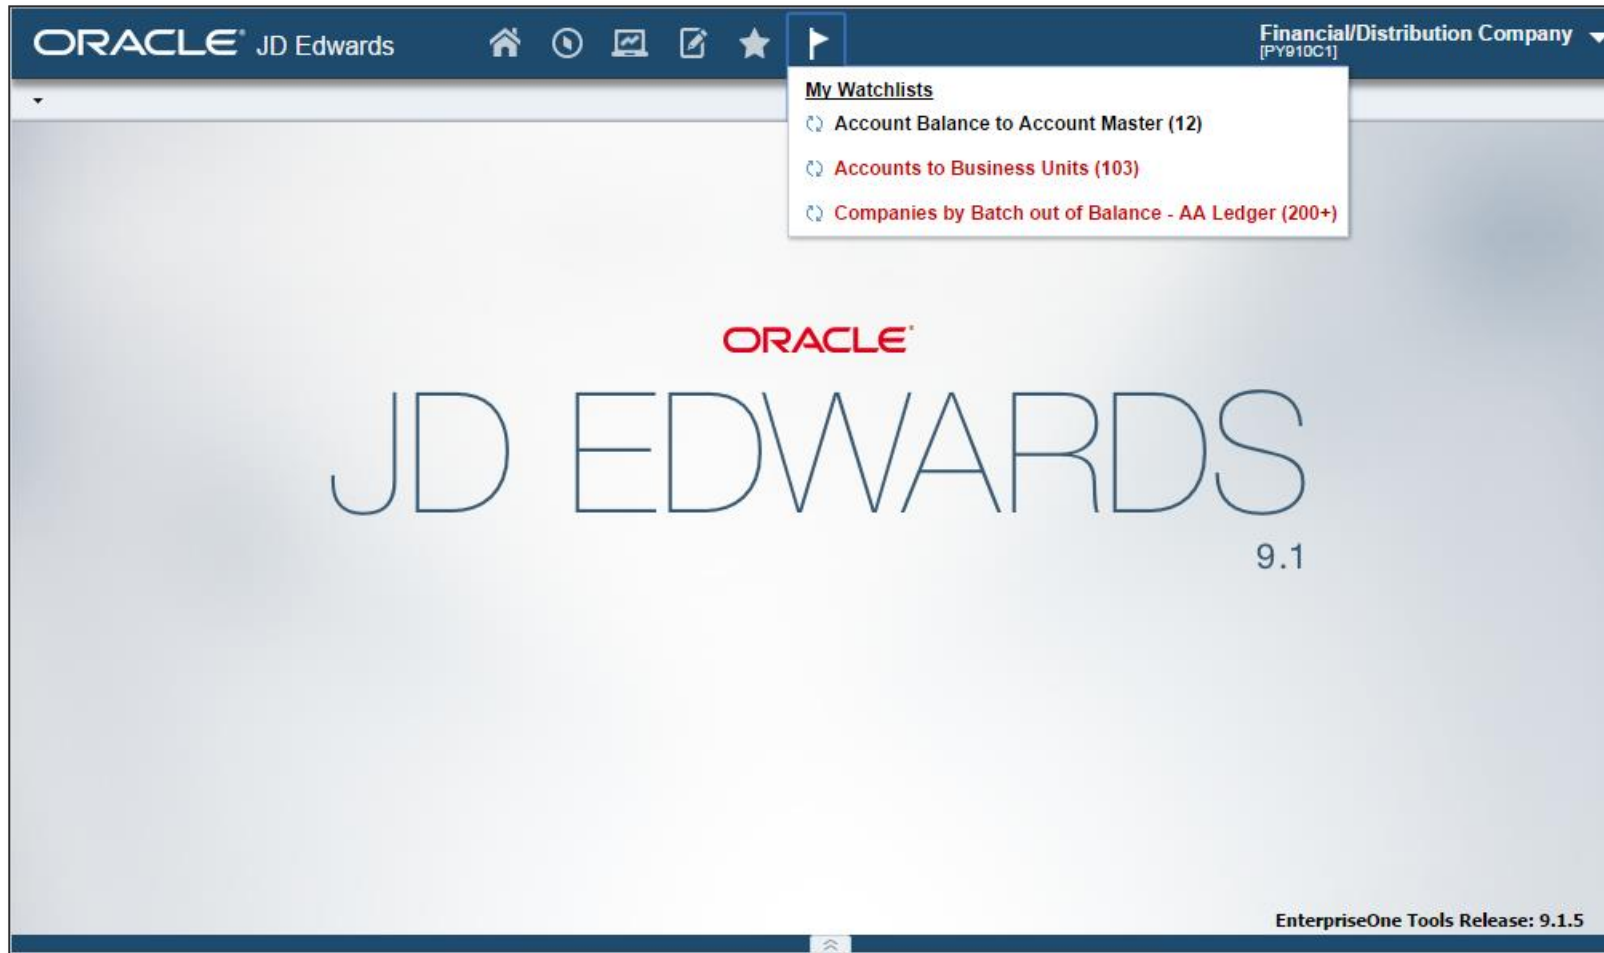 ORACLE JD Edwards
Financial/Distribution Company
[PY910C1]
My Watchlists
Account Balance to Account Master (12)
Accounts to Business Units (103)
Companies by Batch out of Balance - AA Ledger (200+)
ORACLE
JD EDWARDS
9.1
EnterpriseOne Tools Release: 9.1.5